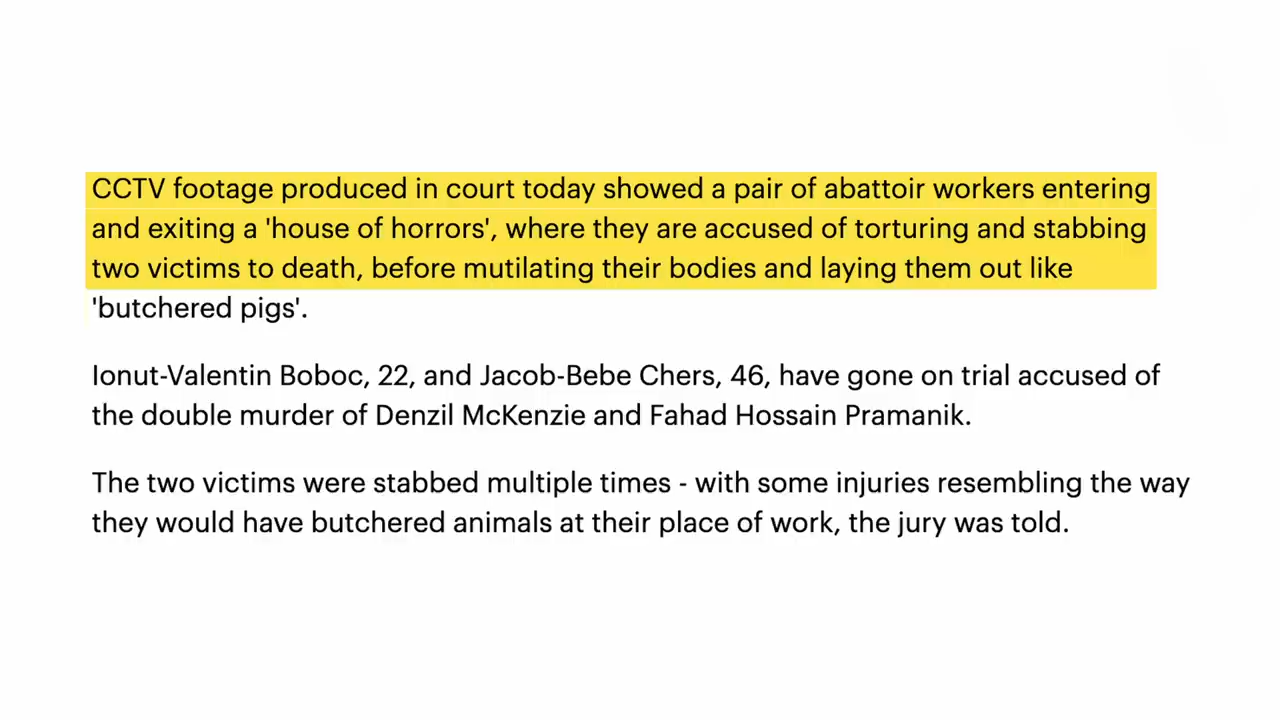 CCTV footage produced in court today showed a pair of abattoir workers entering
and exiting a 'house of horrors', where they are accused of torturing and stabbing
two victims to death, before mutilating their bodies and laying them out like
'butchered pigs'.
Ionut-Valentin Boboc, 22, and Jacob-Bebe Chers, 46, have gone on trial accused of
the double murder of Denzil McKenzie and Fahad Hossain Pramanik.
The two victims were stabbed multiple times - with some injuries resembling the way
they would have butchered animals at their place of work, the jury was told.